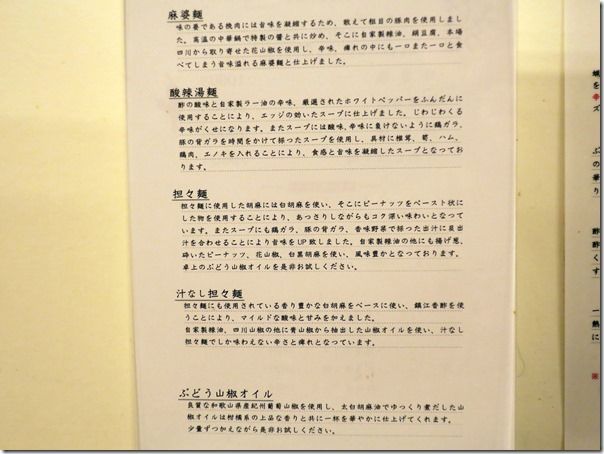 麻婆麺
味の要である挽肉には旨味を凝縮するため、敢えて粗目の豚肉を使用しまし
た。高温の中華鍋で特製の醤と共に炒め、そこに自家製辣油、絹豆腐、本場
四川から取り寄せた花山椒を使用し、辛味、痺れの中にも一口また一口と食
べてしまう旨味溢れる麻婆麺と仕上げました。
酸辣湯麺
酢の酸味と自家製ラー油の辛味、厳選されたホワイトペッパーをふんだんに
使用することにより、エッジの効いたスープに仕上げました。じわじわくる
辛味がくせになります。またスープには酸味、辛味に負けないように鶏ガラ、
豚の背ガラを時間をかけて採ったスープを使用し、具材に椎茸、筍、ハム、
鶏肉、エノキを入れることにより、食感と旨味を凝縮したスープとなってお
ります。
担々麺
担々麺に使用した胡麻には白胡麻を使い、そこにピーナッツをペースト状に
した物を使用することにより、あっさりしながらもコク深い味わいとなって
います。またスープにも鶏ガラ、豚の背ガラ、香味野菜で採った出汁に昆布出
汁を合わせることにより旨味をUP致しました。自家製辣油の他にも揚げ葱、
砕いたピーナッツ、花山椒、白黒胡麻を使い、風味豊かとなっております。
卓上のぶどう山椒オイルを是非お試しください。
汁なし担々麺
担々麺にも使用されている香り豊かな白胡麻をベースに使い、鎮江香酢を使
うことにより、マイルドな酸味と甘みを加えました。
自家製辣油、四川山椒の他に青山椒から抽出した山椒オイルを使い、汁なし
担々麺でしか味わえない辛さと痺れとなっています。
ぶどう山椒オイル
良質な和歌山県産紀州葡萄山椒を使用し、太白胡麻油でゆっくり煮だした山
椒オイルは柑橘系の上品な香りと共に一杯を華やかに仕上げてくれます。
少量ずつ加えながら是非お試しください。